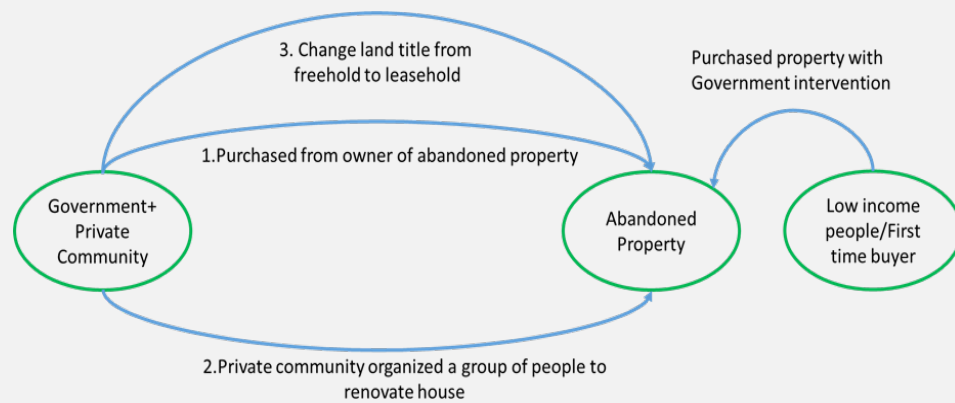 3. Change land title from
freehold to leasehold
Purchased property with
Government intervention
1.Purchased from owner of abandoned property
Government+
Private
Community
Abandoned
Property
Low income
people/First
time buyer
2.Private community organized a group of people to
renovate house